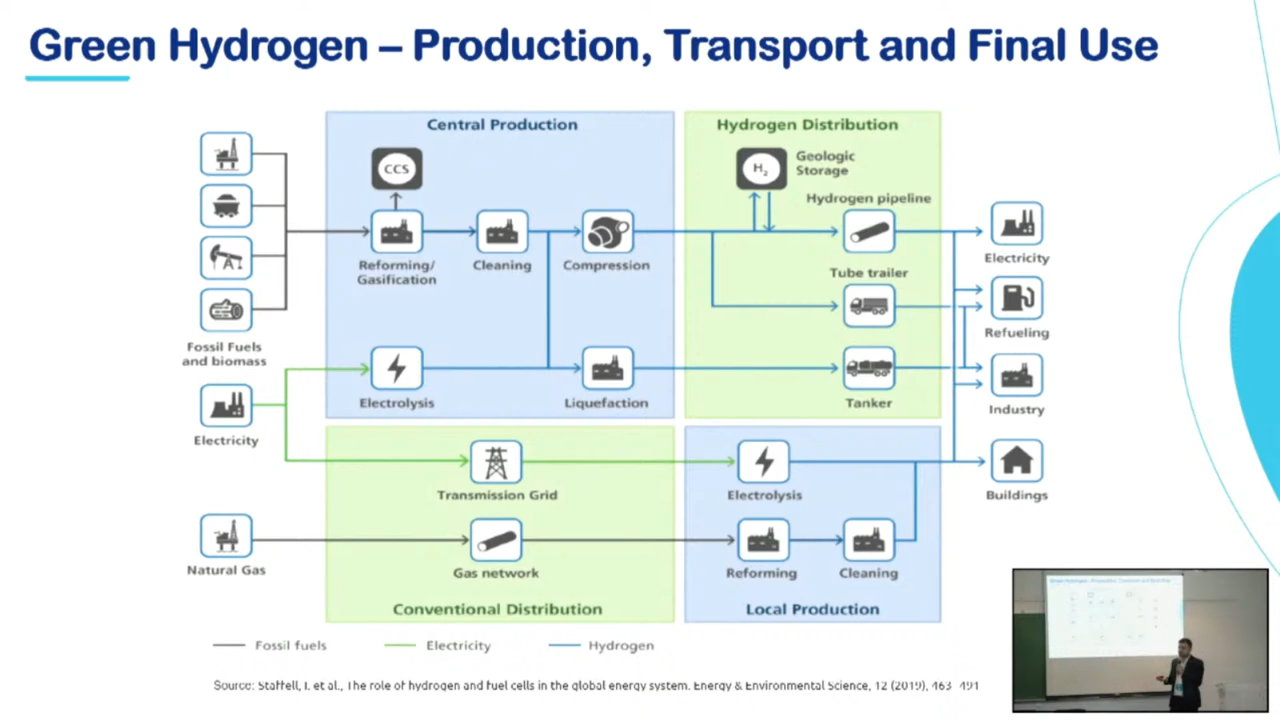 Green Hydrogen – Production, Transport and Final Use
Central Production
Hydrogen Distribution
CCS
H₂
Geologic
Storage
Hydrogen pipeline
Reforming/
Gasification
Cleaning
Compression
Electricity
Tube trailer
Refueling
Fossil Fuels
and biomass
Electrolysis
Liquefaction
Tanker
Industry
Electricity
Transmission Grid
Electrolysis
Buildings
Natural Gas
Gas network
Reforming
Cleaning
Conventional Distribution
Local Production
Fossil fuels
Electricity
Hydrogen
Source: Staffell, I. et al., The role of hydrogen and fuel cells in the global energy system. Energy & Environmental Science, 12 (2019), 463-491